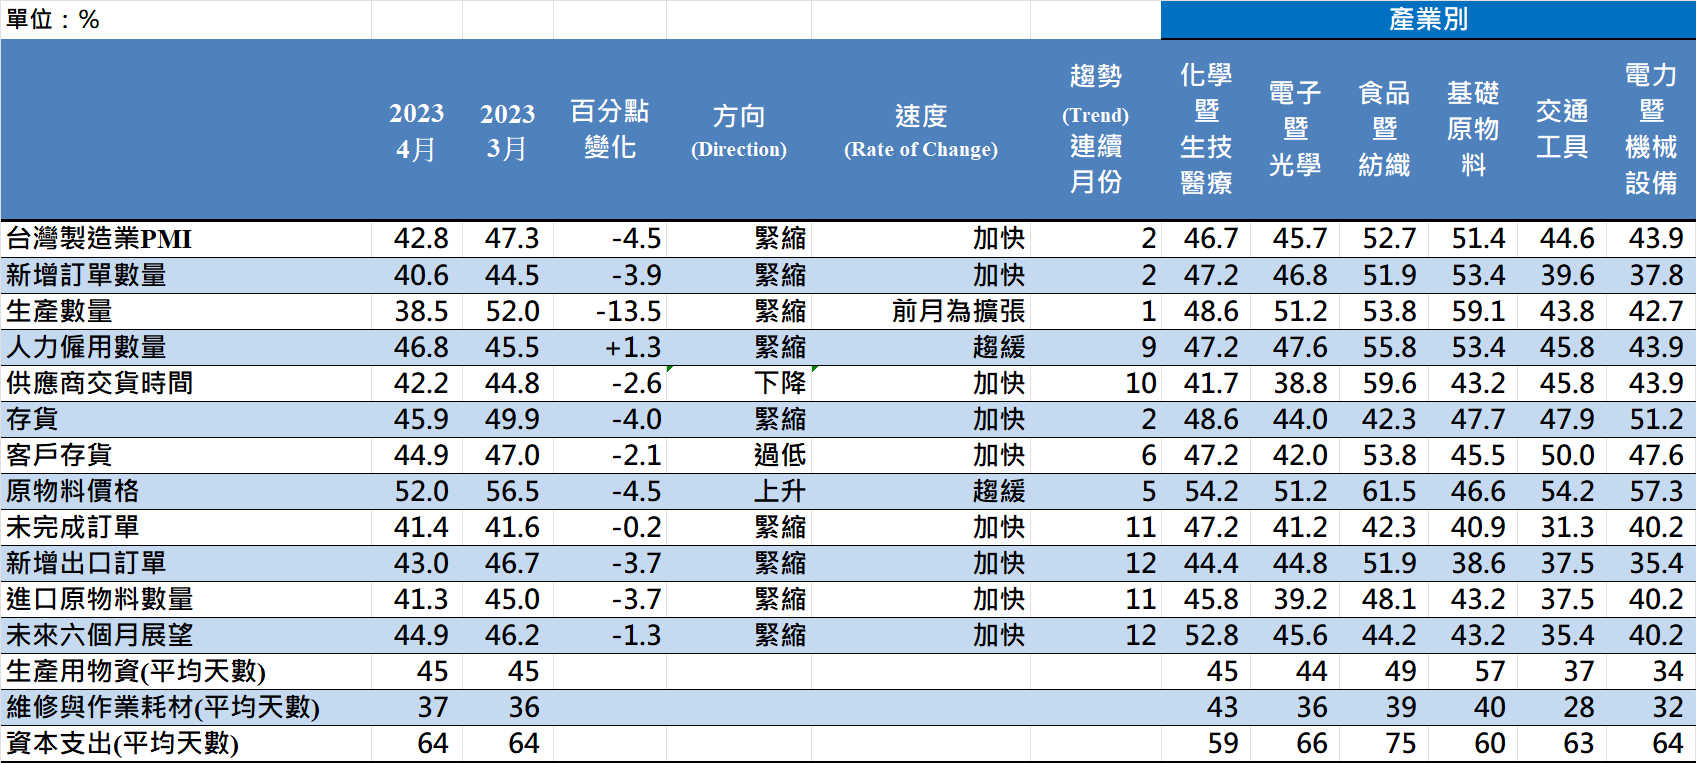 單位：% 產業別
2023 4月 2023 3月 百分點 變化 方向 (Direction) 速度 (Rate of Change) 趨勢 (Trend) 連續 月份 化學 暨 生技 醫療 電子 暨 光學 食品 暨 紡織 基礎 原物 料 交通 工具 電力 暨 機械 設備
台灣製造業PMI 42.8 47.3 -4.5 緊縮 加快 2 46.7 45.7 52.7 51.4 44.6 43.9
新增訂單數量 40.6 44.5 -3.9 緊縮 加快 2 47.2 46.8 51.9 53.4 39.6 37.8
生產數量 38.5 52.0 -13.5 緊縮 前月為擴張 1 48.6 51.2 53.8 59.1 43.8 42.7
人力僱用數量 46.8 45.5 +1.3 緊縮 趨緩 9 47.2 47.6 55.8 53.4 45.8 43.9
供應商交貨時間 42.2 44.8 -2.6 下降 加快 10 41.7 38.8 59.6 43.2 45.8 43.9
存貨 45.9 49.9 -4.0 緊縮 加快 2 48.6 44.0 42.3 47.7 47.9 51.2
客戶存貨 44.9 47.0 -2.1 過低 加快 6 47.2 42.0 53.8 45.5 50.0 47.6
原物料價格 52.0 56.5 -4.5 上升 趨緩 5 54.2 51.2 61.5 46.6 54.2 57.3
未完成訂單 41.4 41.6 -0.2 緊縮 加快 11 47.2 41.2 42.3 40.9 31.3 40.2
新增出口訂單 43.0 46.7 -3.7 緊縮 加快 12 44.4 44.8 51.9 38.6 37.5 35.4
進口原物料數量 41.3 45.0 -3.7 緊縮 加快 11 45.8 39.2 48.1 43.2 37.5 40.2
未來六個月展望 44.9 46.2 -1.3 緊縮 加快 12 52.8 45.6 44.2 43.2 35.4 40.2
生產用物資(平均天數) 45 45 45 44 49 57 37 34
維修與作業耗材(平均天數) 37 36 43 36 39 40 28 32
資本支出(平均天數) 64 64 59 66 75 60 63 64